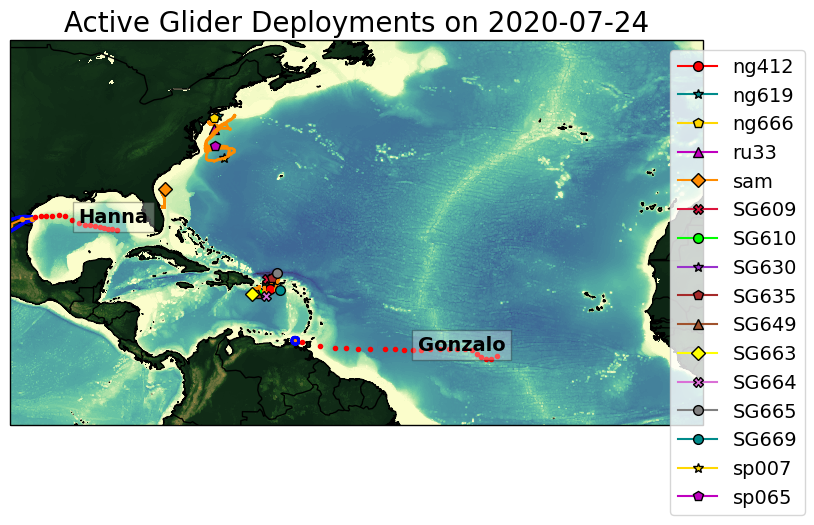 Active Glider Deployments on 2020-07-24
Hanna
Gonzalo
ng412
ng619
ng666
ru33
sam
SG609
SG610
SG630
SG635
SG649
SG663
SG664
SG665
SG669
sp007
sp065